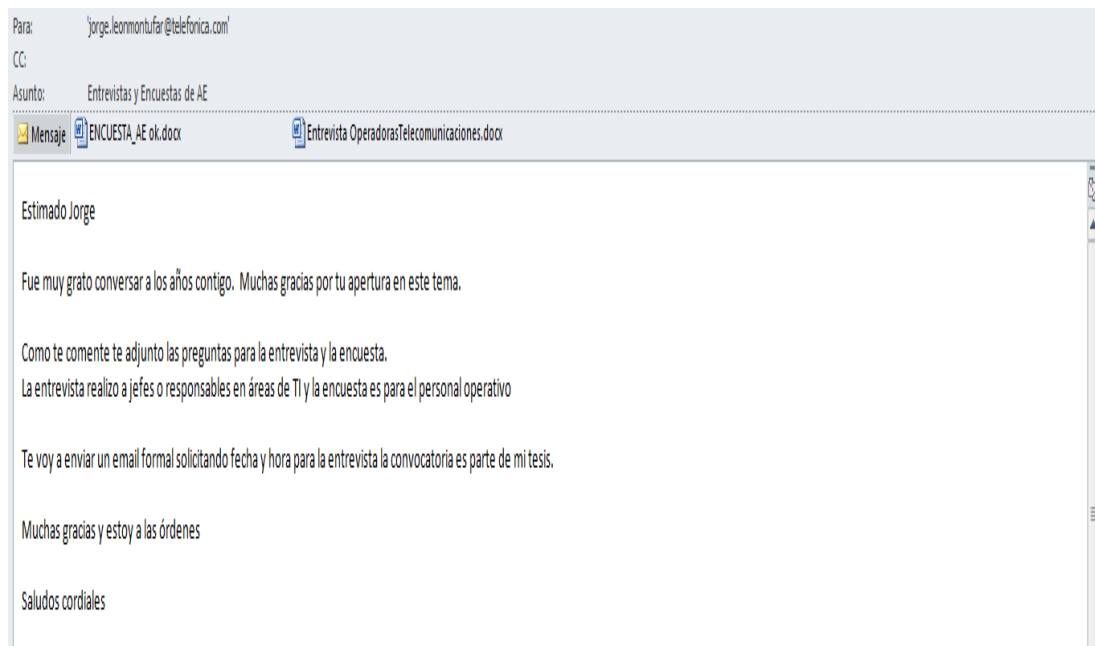 Para: 'jorge.leonmontufar@telefonica.com'
CC:
Asunto: Entrevistas y Encuestas de AE
Mensaje ENCUESTA_AE ok.docx Entrevista OperadorasTelecomunicaciones.docx
Estimado Jorge
Fue muy grato conversar a los años contigo. Muchas gracias por tu apertura en este tema.
Como te comente te adjunto las preguntas para la entrevista y la encuesta.
La entrevista realizo a jefes o responsables en áreas de TI y la encuesta es para el personal operativo
Te voy a enviar un email formal solicitando fecha y hora para la entrevista la convocatoria es parte de mi tesis.
Muchas gracias y estoy a las órdenes
Saludos cordiales